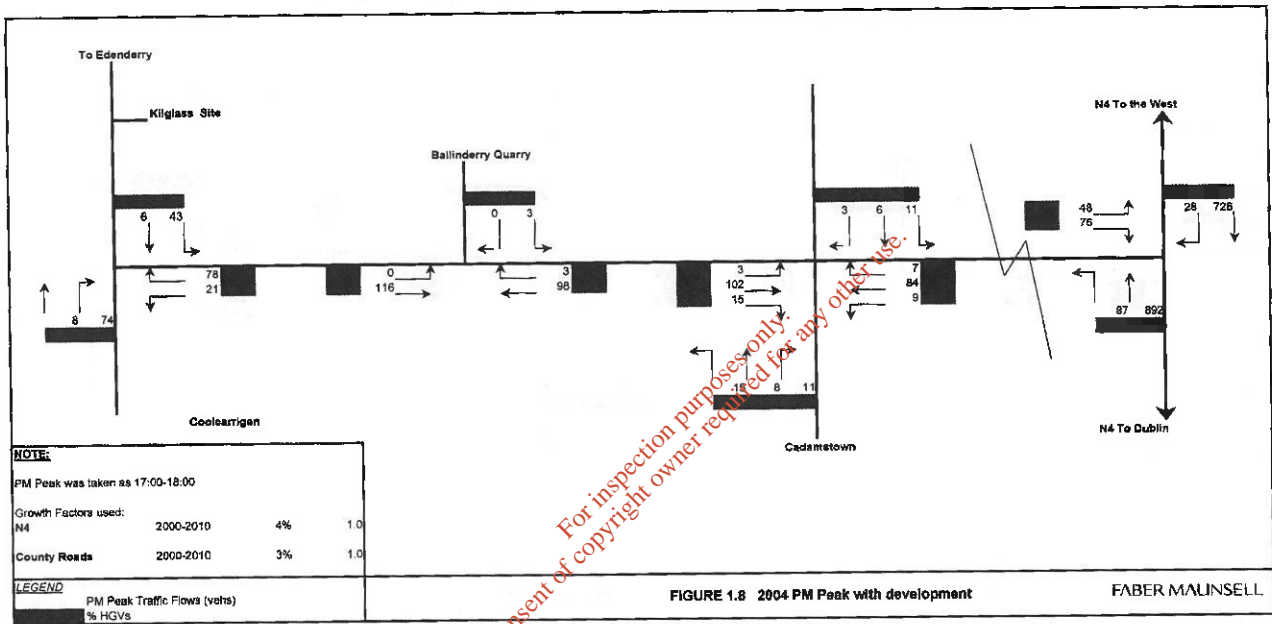 To Edenderry
Kilglass Site
N4 To the West
Ballinderry Quarry
6 43
0 3
3 6 11
48
76
28 728
78
21
0
116
3
98
3
102
15
7
84
9
8 74
87 892
15 8 11
Coolcarrigen
Cadamstown
N4 To Dublin
For inspection purposes only.
Consent of copyright owner required for any other use.
NOTE:
PM Peak was taken as 17:00-18:00
Growth Factors used:
N4 2000-2010 4% 1.0
County Roads 2000-2010 3% 1.0
LEGEND
PM Peak Traffic Flows (vehs)
% HGVs
FIGURE 1.8 2004 PM Peak with development
FABER MAUNSELL